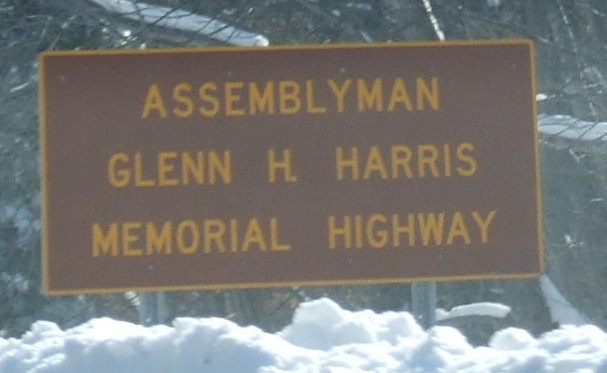 ASSEMBLYMAN
GLENN H. HARRIS
MEMORIAL HIGHWAY